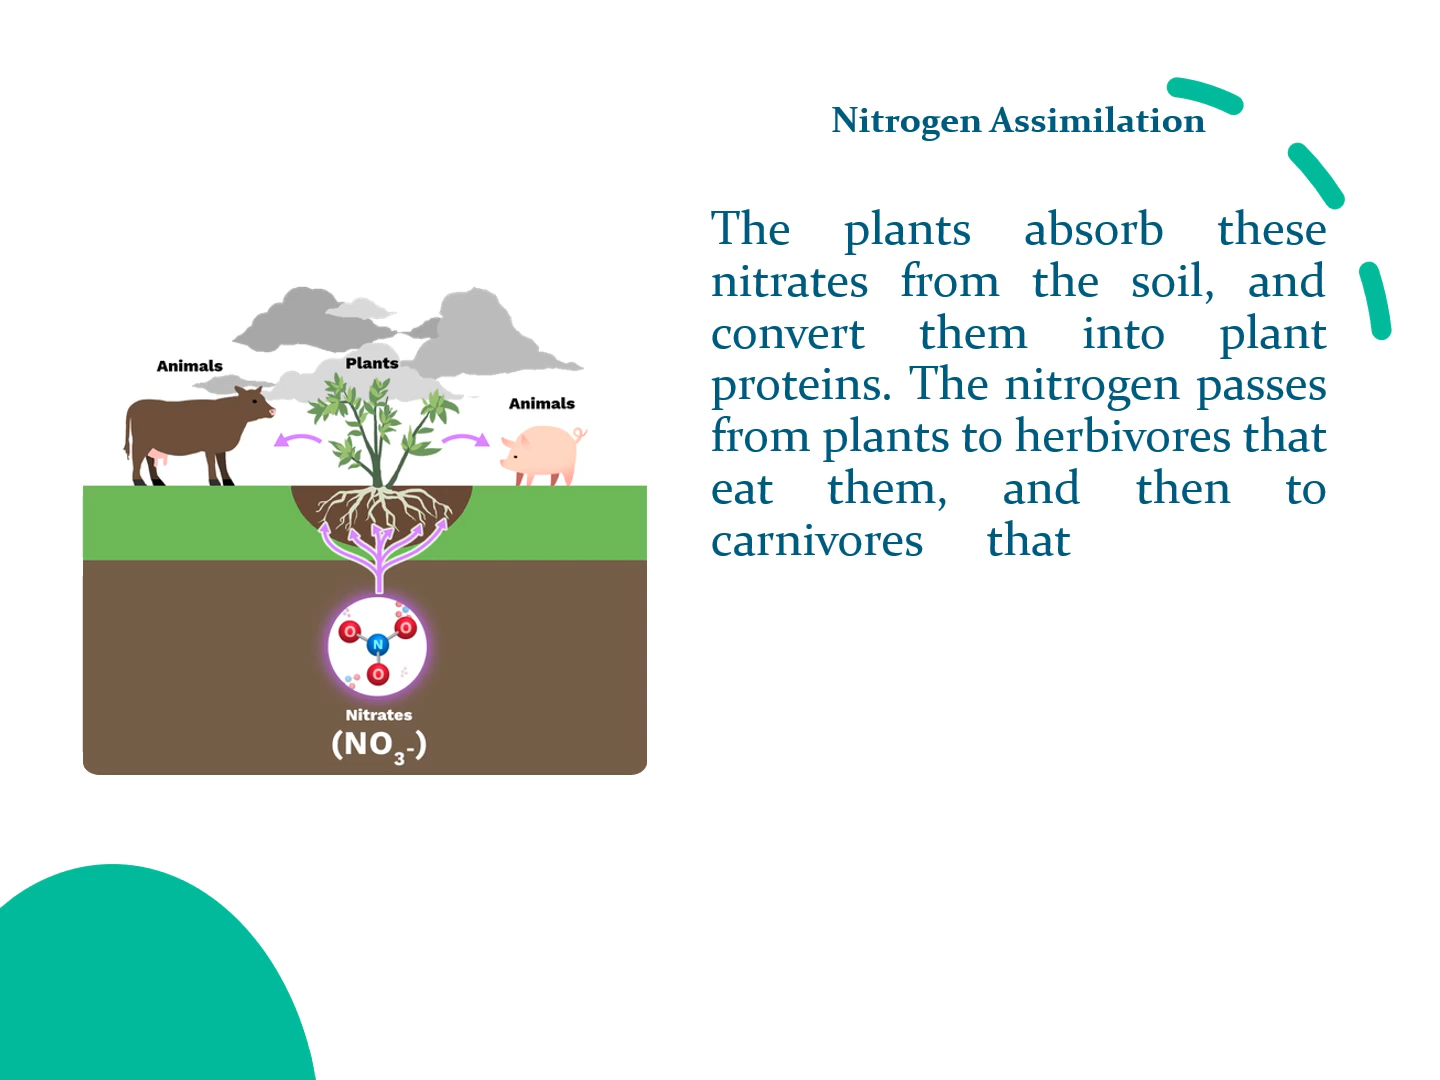 Nitrogen Assimilation
The plants absorb these
nitrates from the soil, and
convert them into plant
proteins. The nitrogen passes
from plants to herbivores that
eat them, and then to
carnivores that
Animals
Plants
Animals
O
O
N
O
Nitrates
(NO₃-)